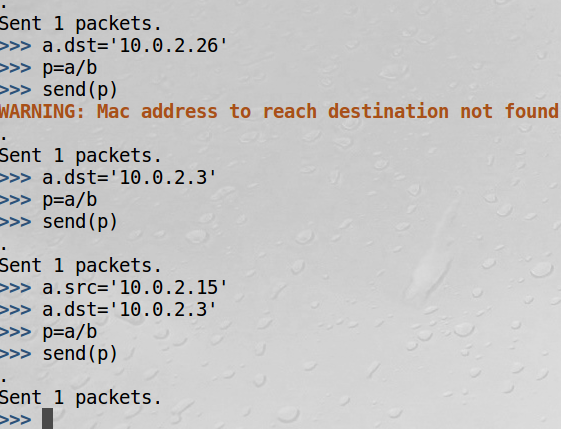 .
Sent 1 packets.
>>> a.dst='10.0.2.26'
>>> p=a/b
>>> send(p)
WARNING: Mac address to reach destination not found
.
Sent 1 packets.
>>> a.dst='10.0.2.3'
>>> p=a/b
>>> send(p)
.
Sent 1 packets.
>>> a.src='10.0.2.15'
>>> a.dst='10.0.2.3'
>>> p=a/b
>>> send(p)
.
Sent 1 packets.
>>>